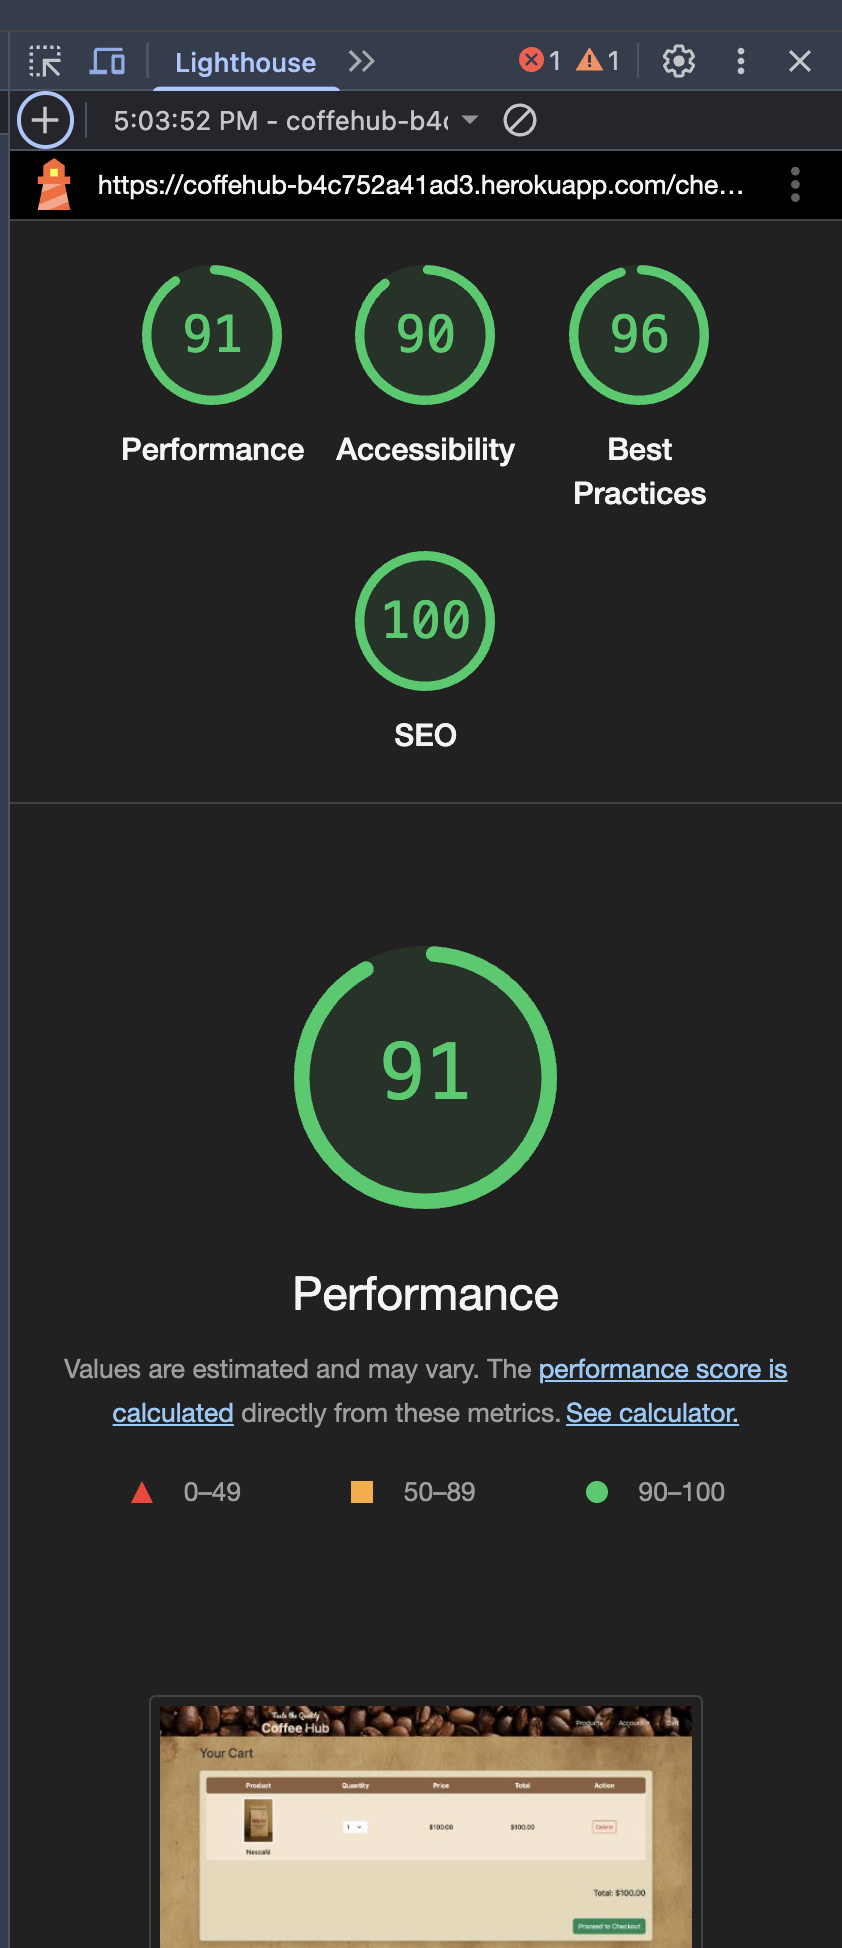 Lighthouse
1
1
5:03:52 PM - coffehub-b4c
https://coffehub-b4c752a41ad3.herokuapp.com/che...
91
90
96
Performance
Accessibility
Best
Practices
100
SEO
91
Performance
Values are estimated and may vary. The performance score is
calculated directly from these metrics. See calculator.
0–49
50–89
90–100
Taste the Quality
Coffee Hub
Products
Account
Cart
Your Cart
Product
Quantity
Price
Total
Action
1
$100.00
$100.00
Delete
Nescafé
Total: $100.00
Proceed to Checkout